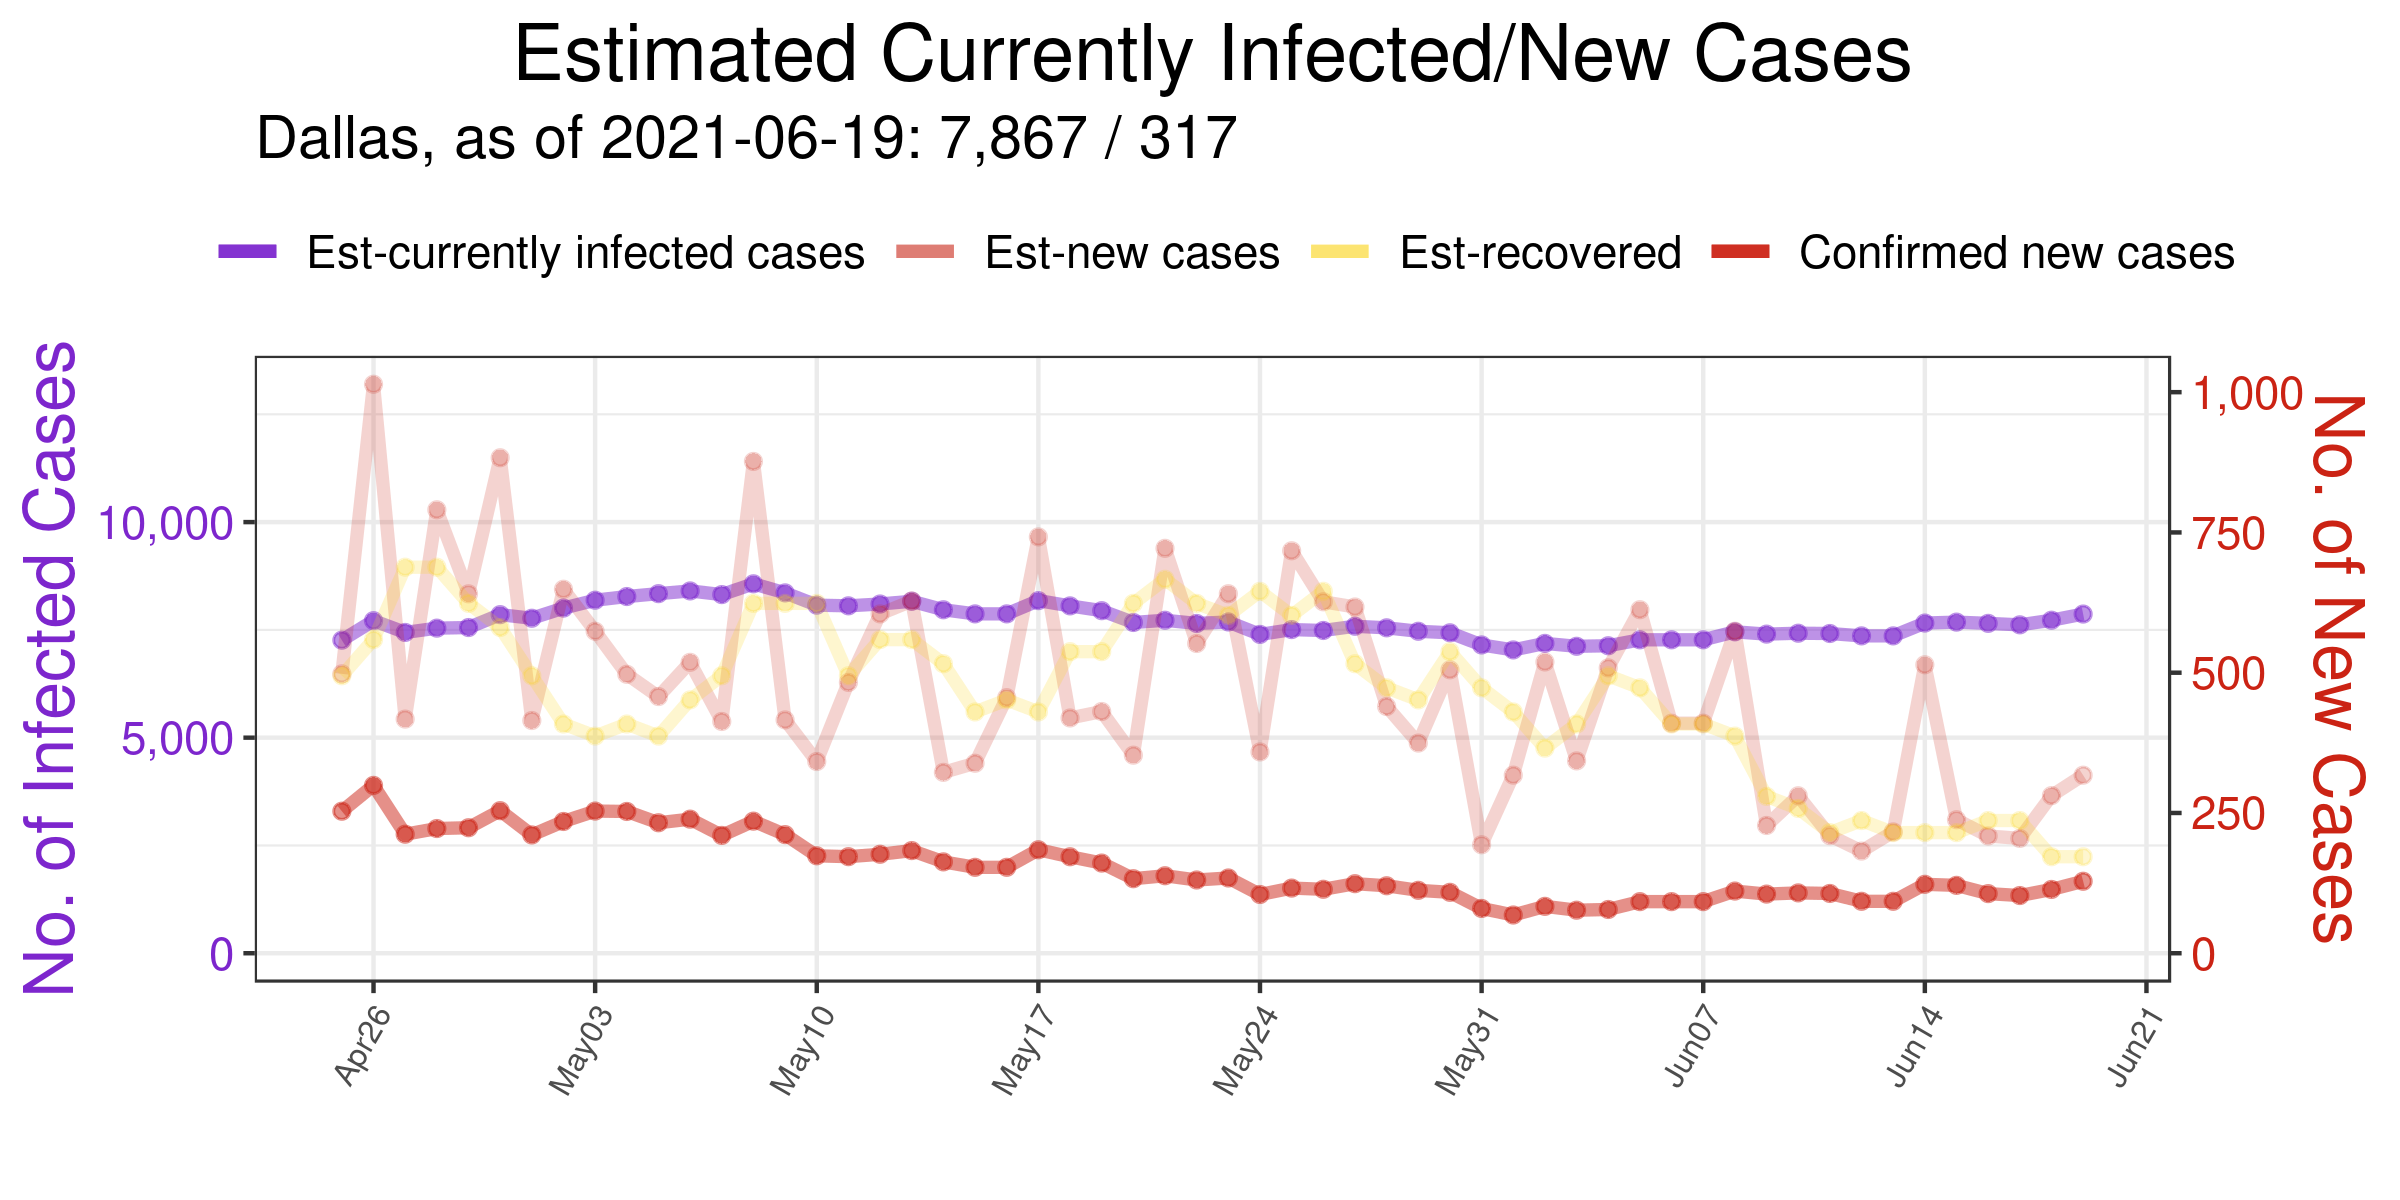 Estimated Currently Infected/New Cases
Dallas, as of 2021-06-19: 7,867 / 317
Est-currently infected cases Est-new cases Est-recovered Confirmed new cases
No. of Infected Cases
10,000
5,000
0
1,000
750
500
250
0
No. of New Cases
Apr26 May03 May10 May17 May24 May31 Jun07 Jun14 Jun21